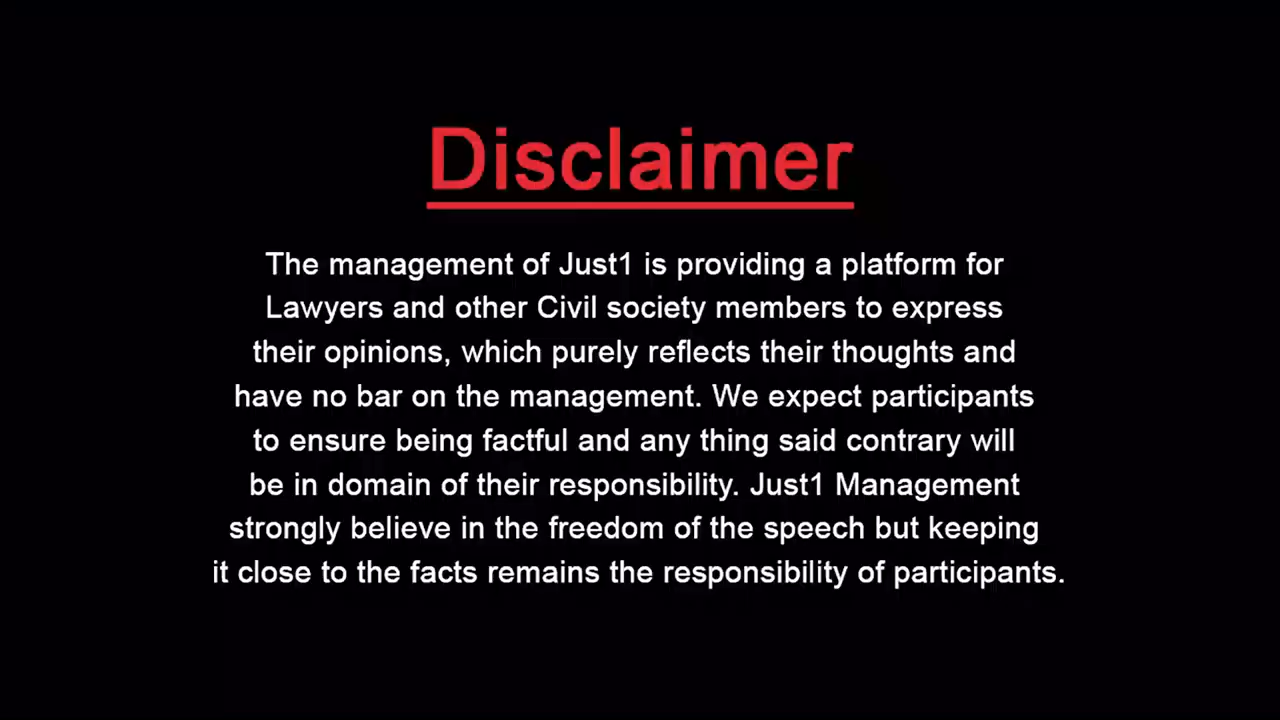 Disclaimer
The management of Just1 is providing a platform for
Lawyers and other Civil society members to express
their opinions, which purely reflects their thoughts and
have no bar on the management. We expect participants
to ensure being factful and any thing said contrary will
be in domain of their responsibility. Just1 Management
strongly believe in the freedom of the speech but keeping
it close to the facts remains the responsibility of participants.